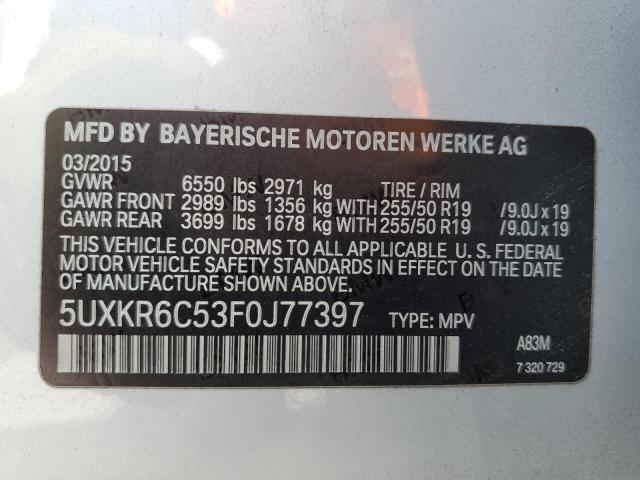 MFD BY BAYERISCHE MOTOREN WERKE AG
03/2015
GVWR 6550 lbs 2971 kg TIRE / RIM
GAWR FRONT 2989 lbs 1356 kg WITH 255/50 R19 /9.0J x 19
GAWR REAR 3699 lbs 1678 kg WITH 255/50 R19 /9.0J x 19
THIS VEHICLE CONFORMS TO ALL APPLICABLE U. S. FEDERAL
MOTOR VEHICLE SAFETY STANDARDS IN EFFECT ON THE DATE
OF MANUFACTURE SHOWN ABOVE.
5UXKR6C53F0J77397 TYPE: MPV
A83M
7 320 729